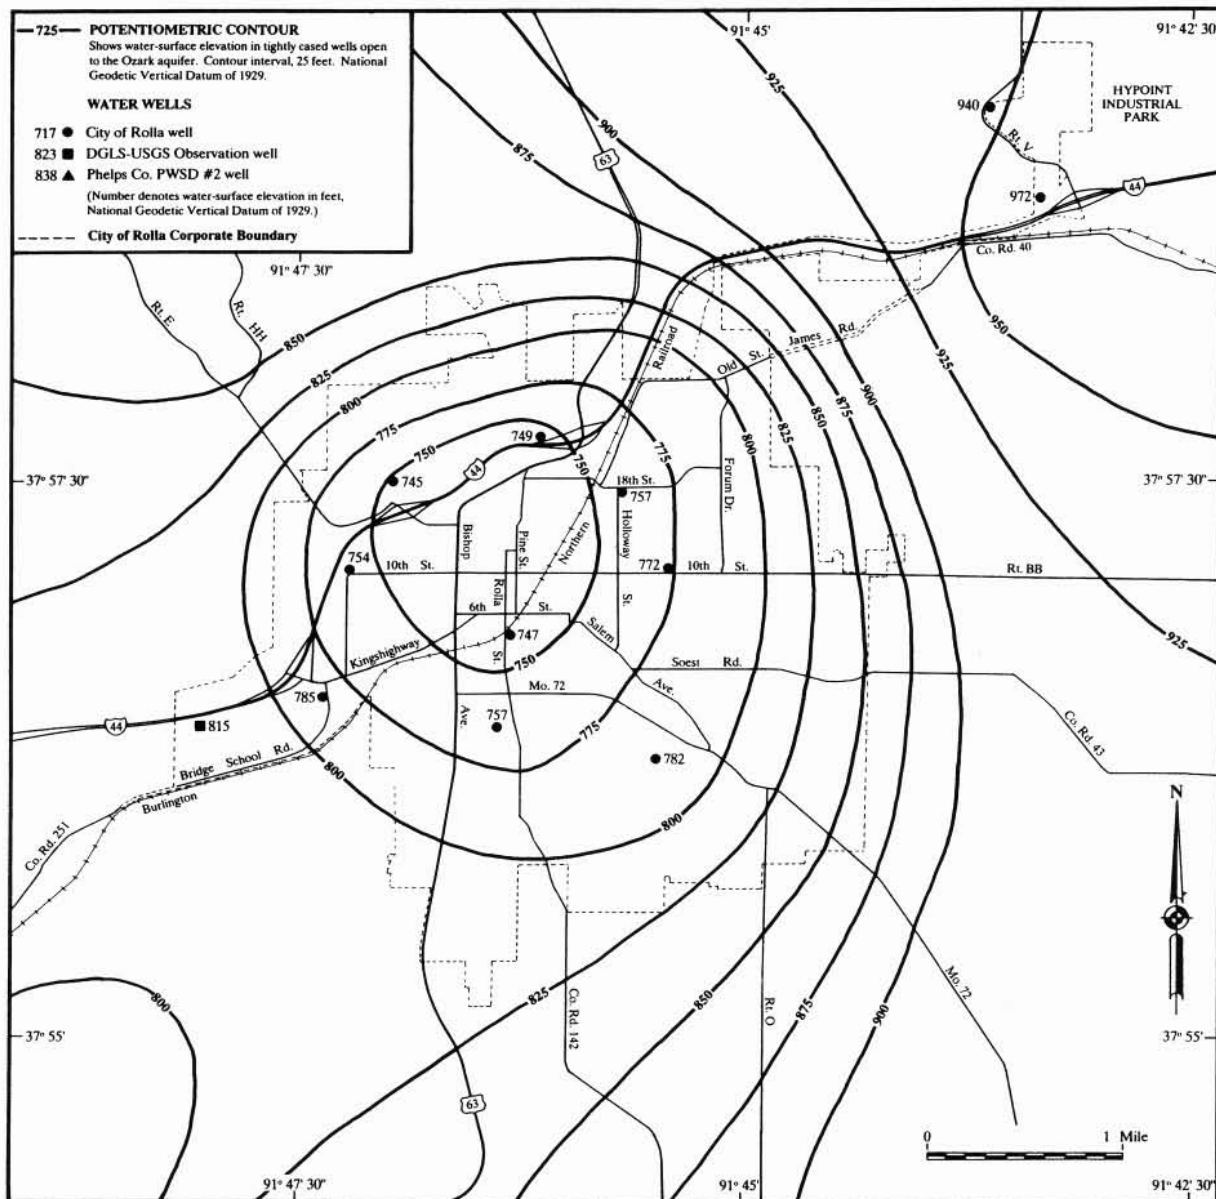 —725— POTENTIOMETRIC CONTOUR
Shows water-surface elevation in tightly cased wells open
to the Ozark aquifer. Contour interval, 25 feet. National
Geodetic Vertical Datum of 1929.
WATER WELLS
717 ● City of Rolla well
823 ■ DGLS-USGS Observation well
838 ▲ Phelps Co. PWSD #2 well
(Number denotes water-surface elevation in feet,
National Geodetic Vertical Datum of 1929.)
City of Rolla Corporate Boundary
91° 45'
91° 42' 30"
925
940
HYPOINT
INDUSTRIAL
PARK
900
875
63
Rt. V
44
972
Co. Rd. 40
91° 47' 30"
Rt. E
Rt. HH
850
825
800
775
750
Railroad
Old St. James Rd.
950
925
900
875
850
825
800
775
750
749
745
44
37° 57' 30"
37° 57' 30"
18th St.
757
Forum Dr.
Holloway St.
Bishop Ave.
Pine St.
Northern
754
10th St.
772
10th St.
Rt. BB
Rolla St.
6th St.
Salem Ave.
747
925
Kingshighway
750
Soest Rd.
Mo. 72
785
757
775
782
44
815
Co. Rd. 43
Bridge School Rd.
Burlington
800
800
Co. Rd. 251
N
Mo. 72
800
825
850
875
900
Co. Rd. 142
Rt. O
37° 55'
37° 55'
63
0 1 Mile
91° 47' 30"
91° 45'
91° 42' 30"